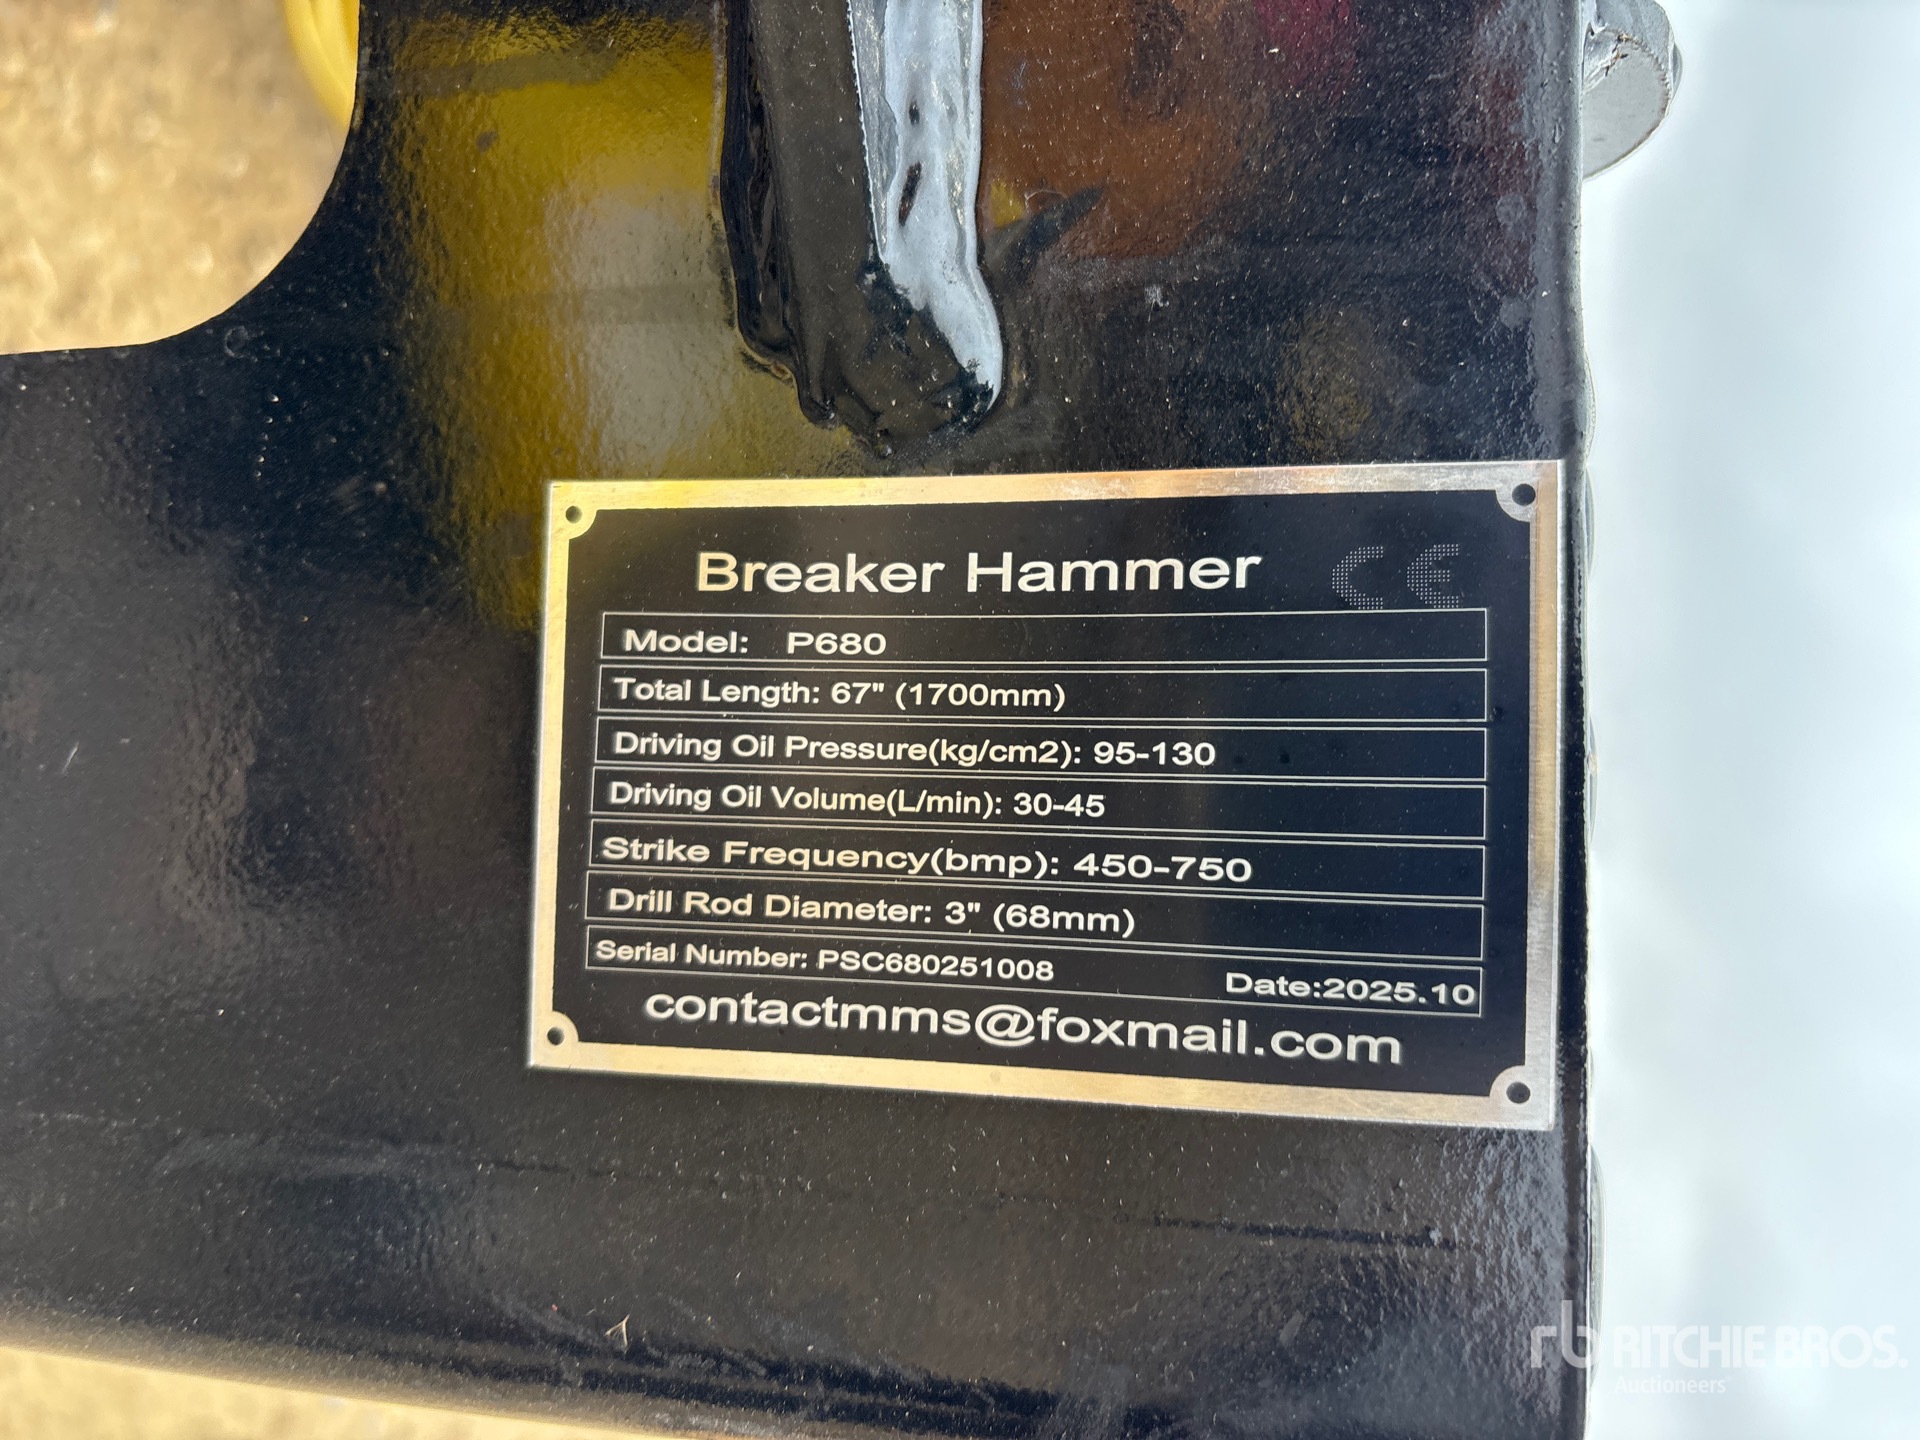 Breaker Hammer CE
Model: P680
Total Length: 67" (1700mm)
Driving Oil Pressure(kg/cm2): 95-130
Driving Oil Volume(L/min): 30-45
Strike Frequency(bmp): 450-750
Drill Rod Diameter: 3" (68mm)
Serial Number: PSC680251008 Date:2025.10
contactmms@foxmail.com
rb RITCHIE BROS.
Auctioneers